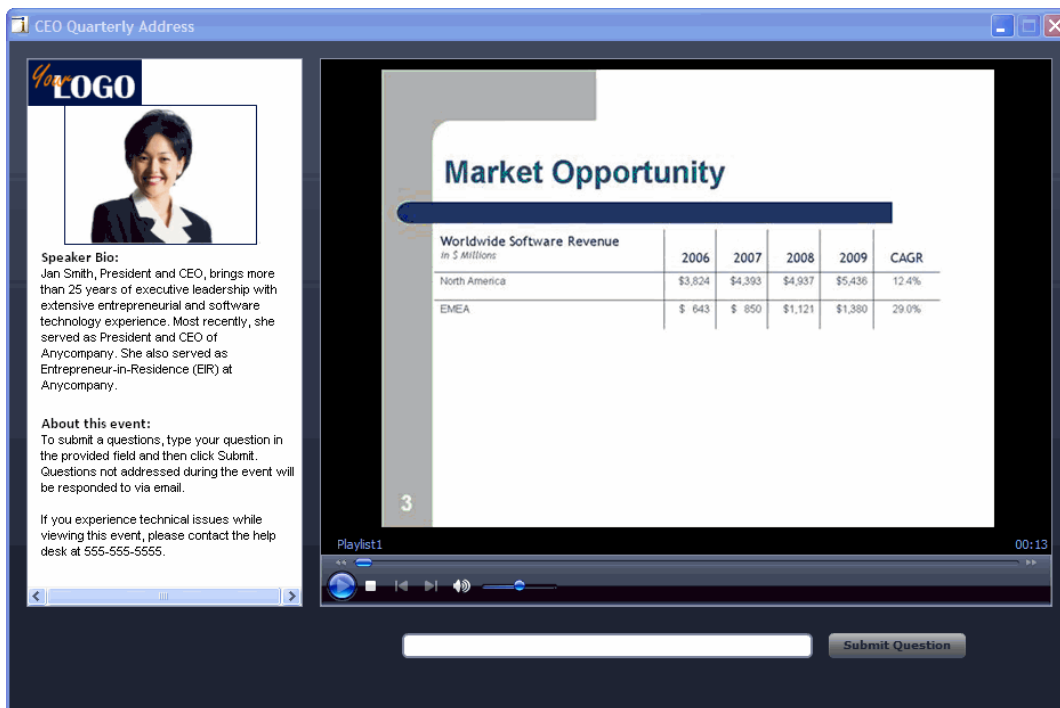 CEO Quarterly Address
Your
LOGO
Speaker Bio:
Jan Smith, President and CEO, brings more
than 25 years of executive leadership with
extensive entrepreneurial and software
technology experience. Most recently, she
served as President and CEO of
Anycompany. She also served as
Entrepreneur-in-Residence (EIR) at
Anycompany.
About this event:
To submit a questions, type your question in
the provided field and then click Submit.
Questions not addressed during the event will
be responded to via email.
If you experience technical issues while
viewing this event, please contact the help
desk at 555-555-5555.
Market Opportunity
Worldwide Software Revenue
In $ Millions 2006 2007 2008 2009 CAGR
North America $3,824 $4,393 $4,937 $5,436 12.4%
EMEA $ 643 $ 850 $1,121 $1,380 29.0%
3
Playlist1 00:13
Submit Question